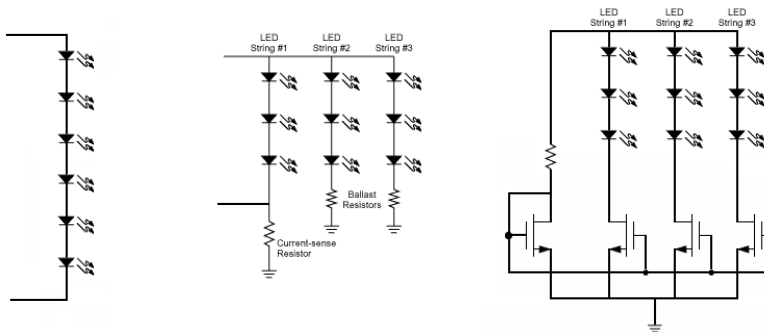 LED
String #1
LED
String #2
LED
String #3
Ballast
Resistors
Current-sense
Resistor
LED
String #1
LED
String #2
LED
String #3